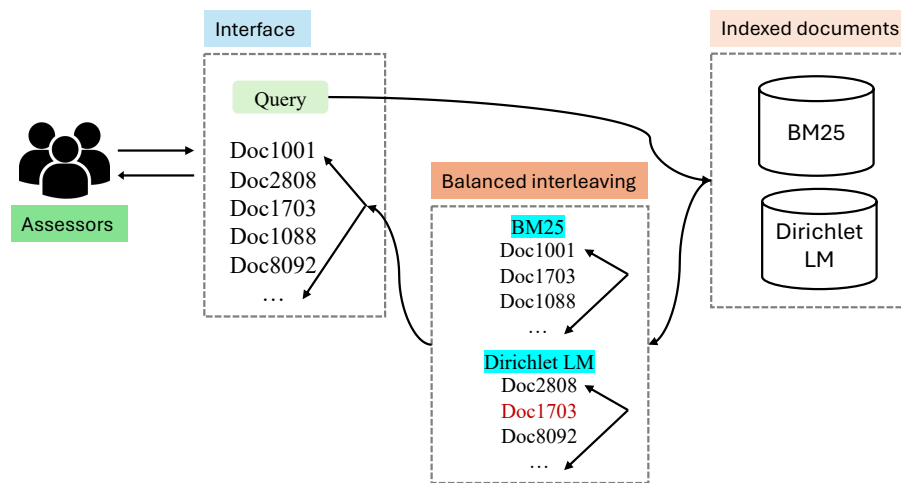 Interface
Query
Doc1001
Doc2808
Doc1703
Doc1088
Doc8092
...
Assessors
Balanced interleaving
BM25
Doc1001
Doc1703
Doc1088
...
Dirichlet LM
Doc2808
Doc1703
Doc8092
...
Indexed documents
BM25
Dirichlet
LM